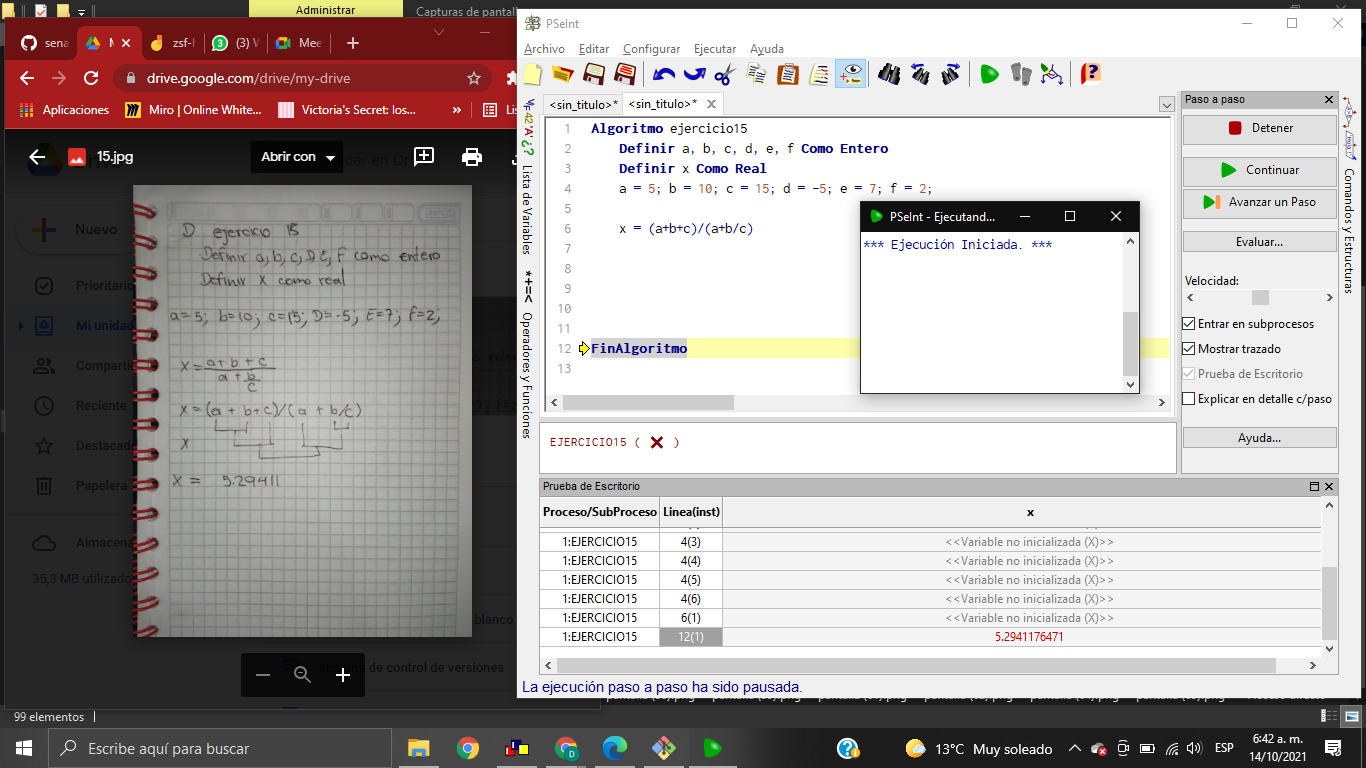 Administrar
Capturas de pantall
sena
M
zsf-h
(3) W
Mee
drive.google.com/drive/my-drive
Aplicaciones
Miro | Online White...
Victoria's Secret: los...
»
Lis
15.jpg
Abrir con
Nuevo
Prioritario
Mi unidad
Compartid
Reciente
Destacado
Papelera
Almacena
35,3 MB utilizado
blanco
de control de versiones
D ejercicio 15
Definir a, b, c, D E, F como entero
Definir X como real
a=5; b=10; c=15; D=-5; E=7; F=2;
X = a + b + c
a + b
c
X = (a + b + c) / (a + b/c)
X
X = 5.29411
99 elementos
PSeInt
Archivo Editar Configurar Ejecutar Ayuda
<sin_titulo>*
<sin_titulo>*
Lista de Variables
*+=<
Operadores y Funciones
1 Algoritmo ejercicio15
2 Definir a, b, c, d, e, f Como Entero
3 Definir x Como Real
4 a = 5; b = 10; c = 15; d = -5; e = 7; f = 2;
5
6 x = (a+b+c)/(a+b/c)
7
8
9
10
11
12 FinAlgoritmo
13
PSeInt - Ejecutand...
*** Ejecución Iniciada. ***
EJERCICIO15 ( )
Paso a paso
Detener
Continuar
Avanzar un Paso
Evaluar...
Velocidad:
Entrar en subprocesos
Mostrar trazado
Prueba de Escritorio
Explicar en detalle c/paso
Ayuda...
Comandos y Estructuras
Prueba de Escritorio
Proceso/SubProceso Linea(inst) x
1:EJERCICIO15 4(3) <<Variable no inicializada (X)>>
1:EJERCICIO15 4(4) <<Variable no inicializada (X)>>
1:EJERCICIO15 4(5) <<Variable no inicializada (X)>>
1:EJERCICIO15 4(6) <<Variable no inicializada (X)>>
1:EJERCICIO15 6(1) <<Variable no inicializada (X)>>
1:EJERCICIO15 12(1) 5.2941176471
La ejecución paso a paso ha sido pausada.
Escribe aquí para buscar
13°C Muy soleado
ESP
6:42 a. m.
14/10/2021